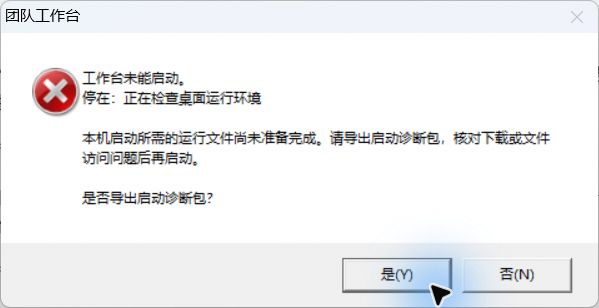 团队工作台
工作台未能启动。
停在：正在检查桌面运行环境
本机启动所需的运行文件尚未准备完成。请导出启动诊断包，核对下载或文件
访问问题后再启动。
是否导出启动诊断包？
是(Y)
否(N)